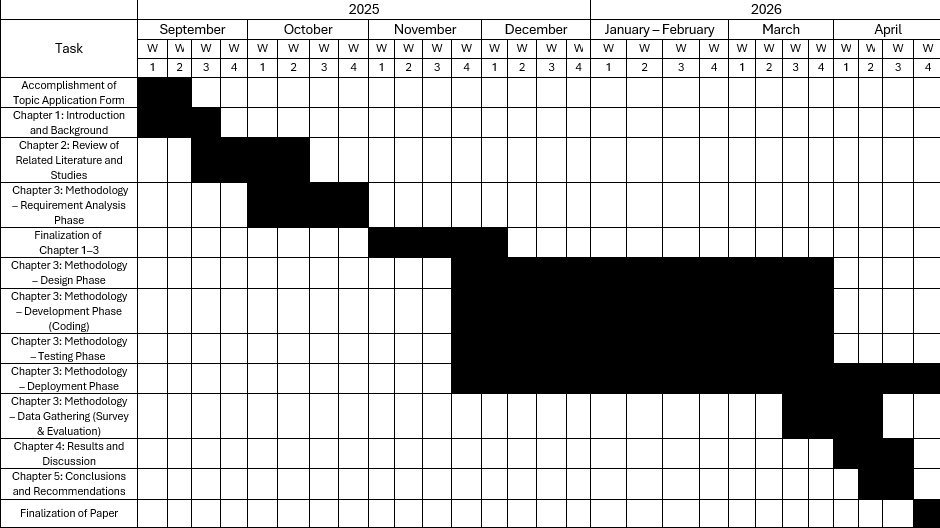 2025 2026
Task
September October November December January – February March April
W W W W W W W W W W W W W W W W W W W W W W W W W W W W
1 2 3 4 1 2 3 4 1 2 3 4 1 2 3 4 1 2 3 4 1 2 3 4 1 2 3 4
Accomplishment of
Topic Application Form
Chapter 1: Introduction
and Background
Chapter 2: Review of
Related Literature and
Studies
Chapter 3: Methodology
– Requirement Analysis
Phase
Finalization of
Chapter 1–3
Chapter 3: Methodology
– Design Phase
Chapter 3: Methodology
– Development Phase
(Coding)
Chapter 3: Methodology
– Testing Phase
Chapter 3: Methodology
– Deployment Phase
Chapter 3: Methodology
– Data Gathering (Survey
& Evaluation)
Chapter 4: Results and
Discussion
Chapter 5: Conclusions
and Recommendations
Finalization of Paper